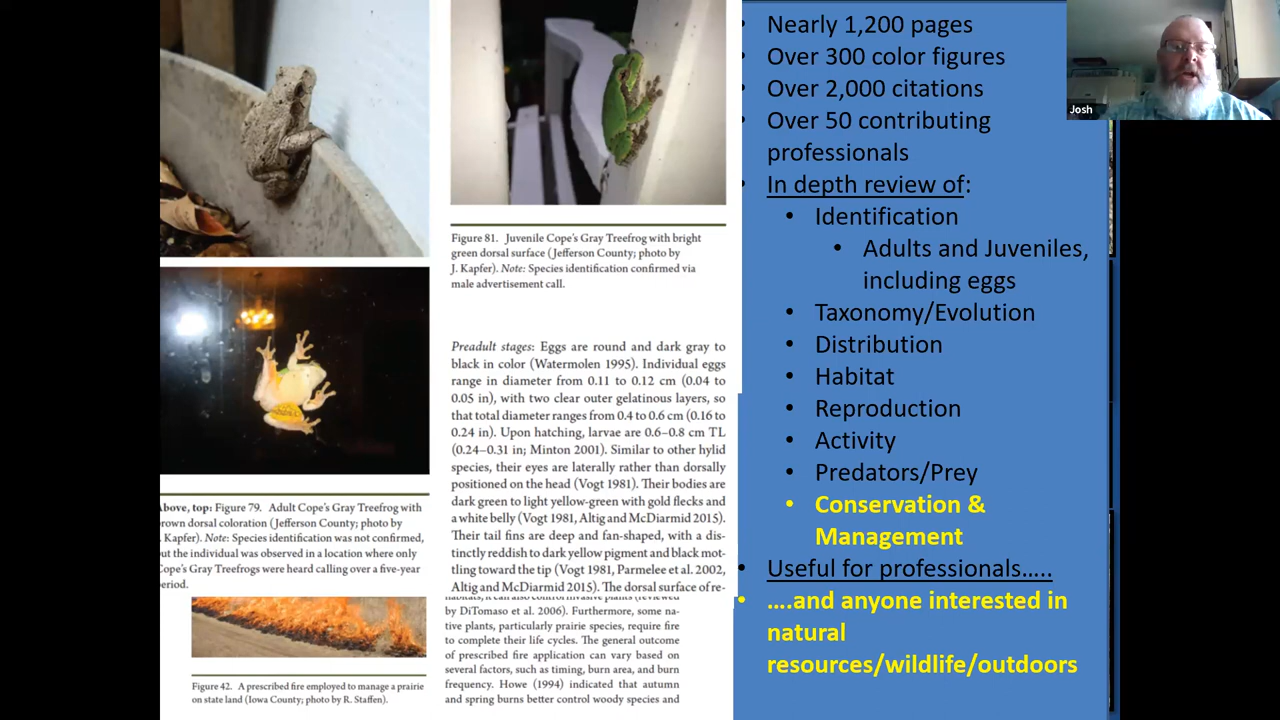 Figure 81. Juvenile Cope's Gray Treefrog with bright
green dorsal surface (Jefferson County; photo by
J. Kapfer). Note: Species identification confirmed via
male advertisement call.
Preadult stages: Eggs are round and dark gray to
black in color (Watermolen 1995). Individual eggs
range in diameter from 0.11 to 0.12 cm (0.04 to
0.05 in), with two clear outer gelatinous layers, so
that total diameter ranges from 0.4 to 0.6 cm (0.16 to
0.24 in). Upon hatching, larvae are 0.6–0.8 cm TL
(0.24–0.31 in; Minton 2001). Similar to other hylid
species, their eyes are laterally rather than dorsally
positioned on the head (Vogt 1981). Their bodies are
dark green to light yellow-green with gold flecks and
a white belly (Vogt 1981, Altig and McDiarmid 2015).
Their tail fins are deep and fan-shaped, with a dis-
tinctly reddish to dark yellow pigment and black mot-
tling toward the tip (Vogt 1981, Parmelee et al. 2002,
Altig and McDiarmid 2015). The dorsal surface of re-
habitats, it can also control invasive plants (reviewed
by DiTomaso et al. 2006). Furthermore, some na-
tive plants, particularly prairie species, require fire
to complete their life cycles. The general outcome
of prescribed fire application can vary based on
several factors, such as timing, burn area, and burn
frequency. Howe (1994) indicated that autumn
and spring burns better control woody species and
Above, top: Figure 79. Adult Cope's Gray Treefrog with
rown dorsal coloration (Jefferson County; photo by
. Kapfer). Note: Species identification was not confirmed,
ut the individual was observed in a location where only
Cope's Gray Treefrogs were heard calling over a five-year
eriod.
Figure 42. A prescribed fire employed to manage a prairie
on state land (Iowa County; photo by R. Staffen).
• Nearly 1,200 pages
• Over 300 color figures
• Over 2,000 citations
• Over 50 contributing
professionals
• In depth review of:
• Identification
• Adults and Juveniles,
including eggs
• Taxonomy/Evolution
• Distribution
• Habitat
• Reproduction
• Activity
• Predators/Prey
• Conservation &
Management
• Useful for professionals…..
• ….and anyone interested in
natural
resources/wildlife/outdoors
Josh